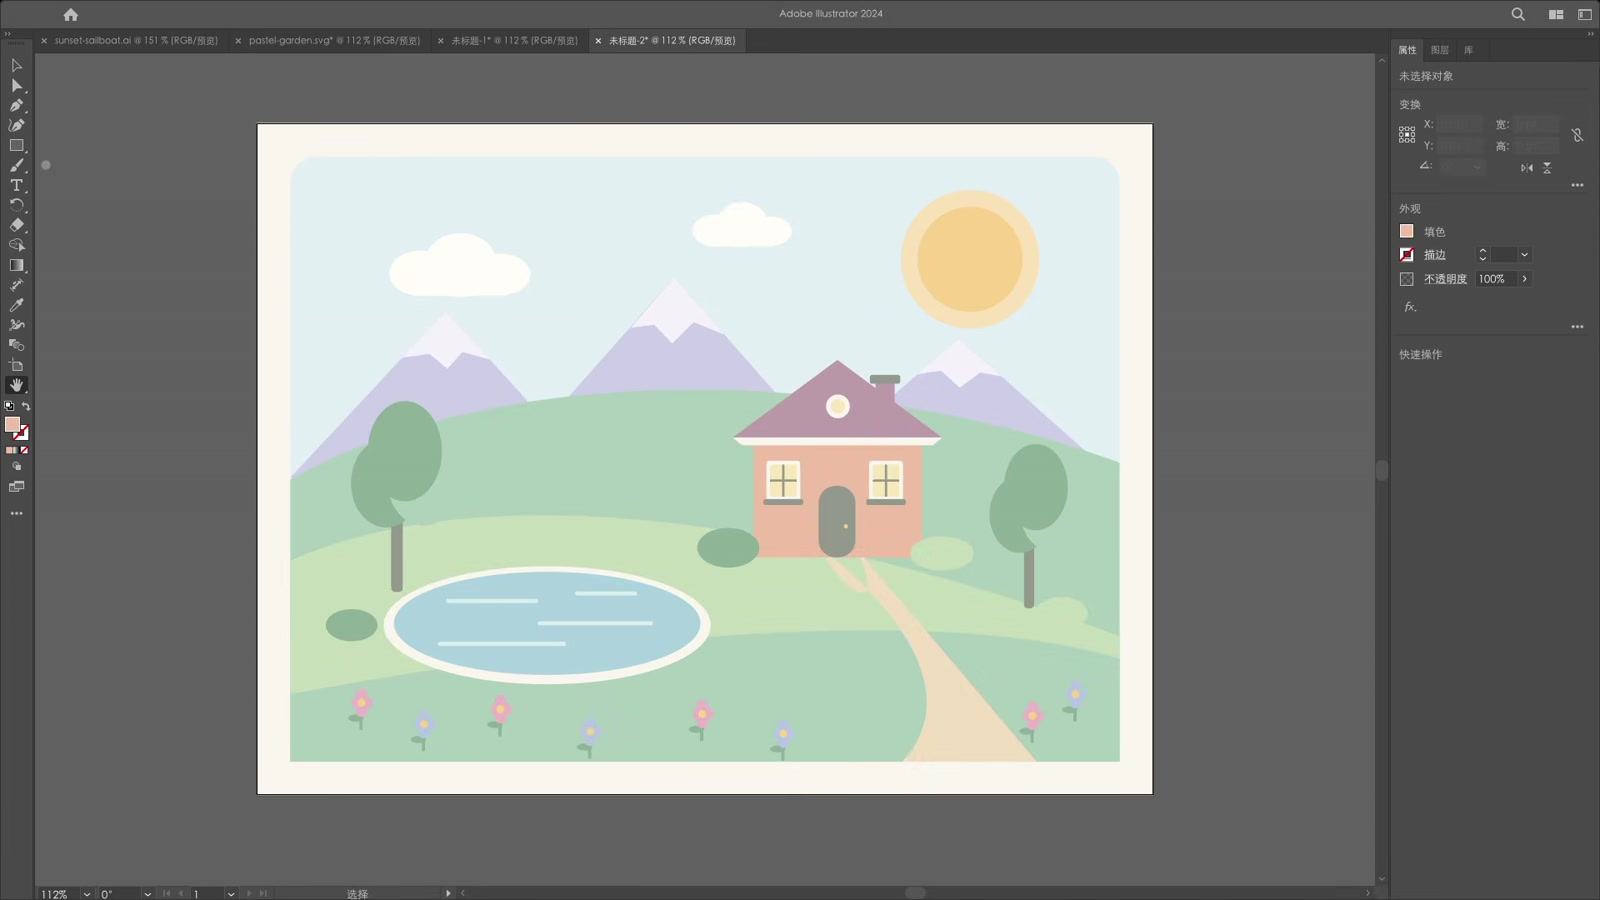 Adobe Illustrator 2024
sunset-sailboat.ai @ 151 % (RGB/预览)
pastel-garden.svg* @ 112 % (RGB/预览)
未标题-1* @ 112 % (RGB/预览)
未标题-2* @ 112 % (RGB/预览)
属性 图层 库
未选择对象
变换
X: 宽:
Y: 高:
外观
填色
描边
不透明度 100%
fx.
快速操作
112% 0° 1 选择